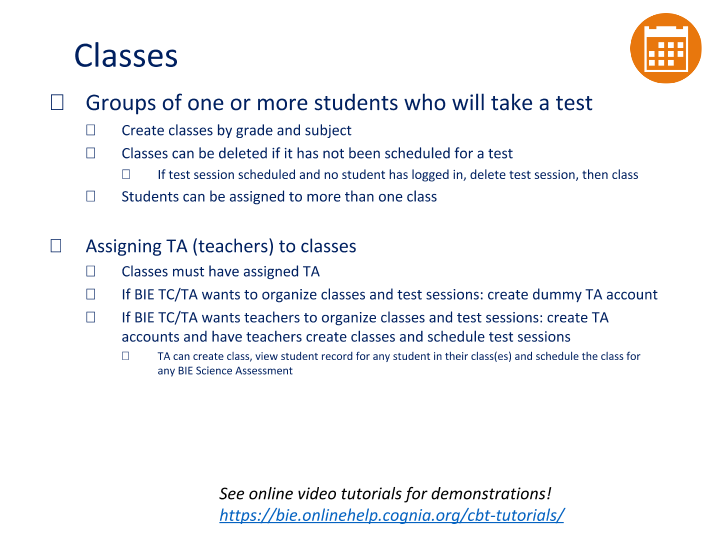 Classes
Groups of one or more students who will take a test
Create classes by grade and subject
Classes can be deleted if it has not been scheduled for a test
If test session scheduled and no student has logged in, delete test session, then class
Students can be assigned to more than one class
Assigning TA (teachers) to classes
Classes must have assigned TA
If BIE TC/TA wants to organize classes and test sessions: create dummy TA account
If BIE TC/TA wants teachers to organize classes and test sessions: create TA
accounts and have teachers create classes and schedule test sessions
TA can create class, view student record for any student in their class(es) and schedule the class for
any BIE Science Assessment
See online video tutorials for demonstrations!
https://bie.onlinehelp.cognia.org/cbt-tutorials/